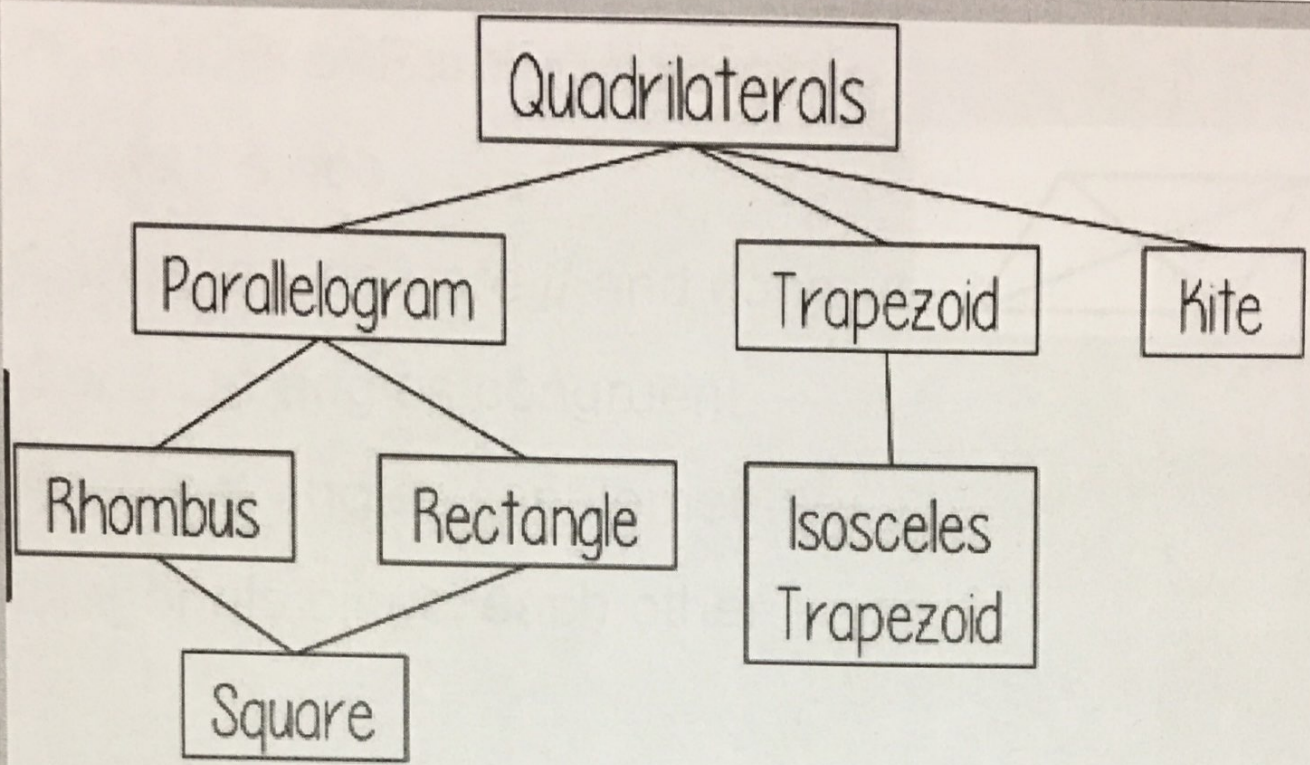 Quadrilaterals
Parallelogram
Trapezoid
Kite
Rhombus
Rectangle
Isosceles
Trapezoid
Square